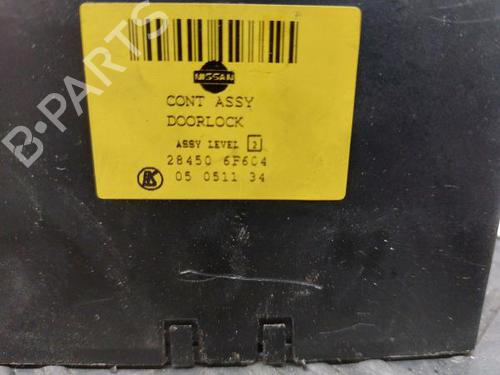 NISSAN
CONT ASSY
DOORLOCK
ASSY LEVEL 2
28450 6F604
05 0511 34
B-PARTS